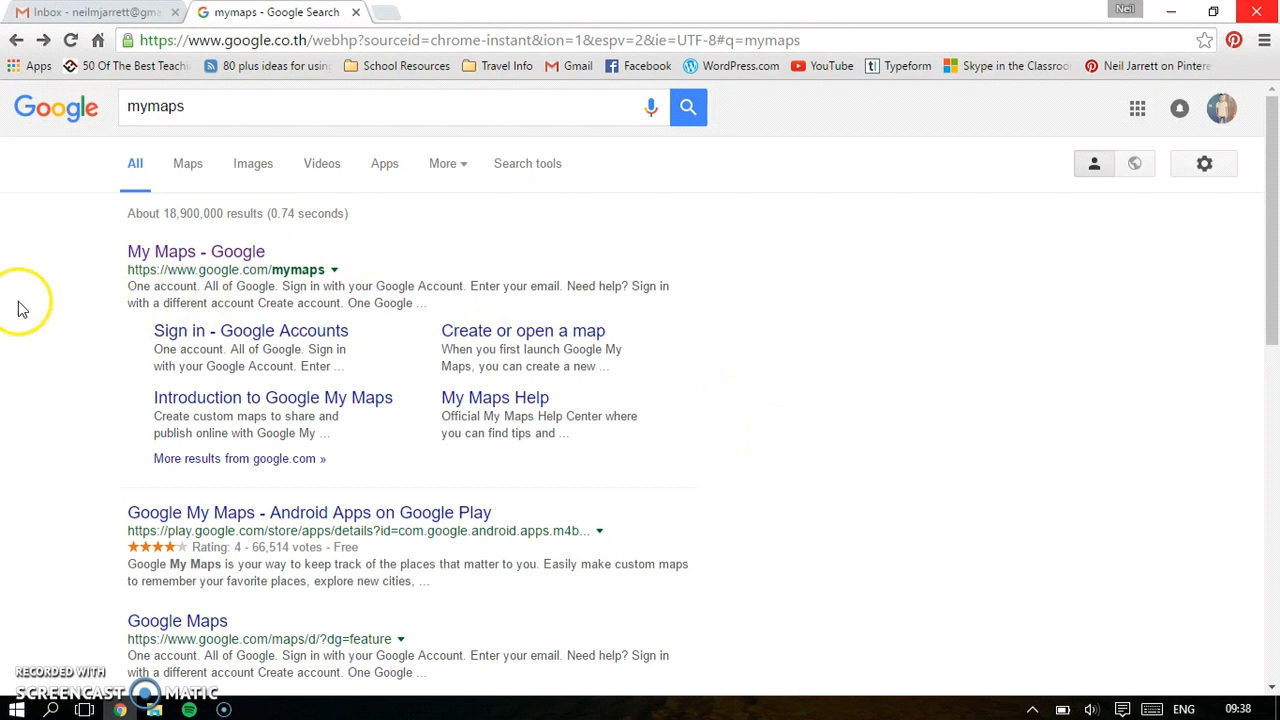 Inbox - neilmjarrett@gma
mymaps - Google Search
Neil
https://www.google.co.th/webhp?sourceid=chrome-instant&ion=1&espv=2&ie=UTF-8#q=mymaps
Apps
50 Of The Best Teachi
80 plus ideas for using
School Resources
Travel Info
Gmail
Facebook
WordPress.com
YouTube
Typeform
Skype in the Classroo
Neil Jarrett on Pintere
Google
mymaps
All Maps Images Videos Apps More Search tools
About 18,900,000 results (0.74 seconds)
My Maps - Google
https://www.google.com/mymaps
One account. All of Google. Sign in with your Google Account. Enter your email. Need help? Sign in
with a different account Create account. One Google ...
Sign in - Google Accounts
One account. All of Google. Sign in
with your Google Account. Enter ...
Create or open a map
When you first launch Google My
Maps, you can create a new ...
Introduction to Google My Maps
Create custom maps to share and
publish online with Google My ...
My Maps Help
Official My Maps Help Center where
you can find tips and ...
More results from google.com »
Google My Maps - Android Apps on Google Play
https://play.google.com/store/apps/details?id=com.google.android.apps.m4b...
Rating: 4 - 66,514 votes - Free
Google My Maps is your way to keep track of the places that matter to you. Easily make custom maps
to remember your favorite places, explore new cities, ...
Google Maps
https://www.google.com/maps/d/?dg=feature
One account. All of Google. Sign in with your Google Account. Enter your email. Need help? Sign in
with a different account Create account. One Google ...
RECORDED WITH
SCREENCAST MATIC
ENG
09:38